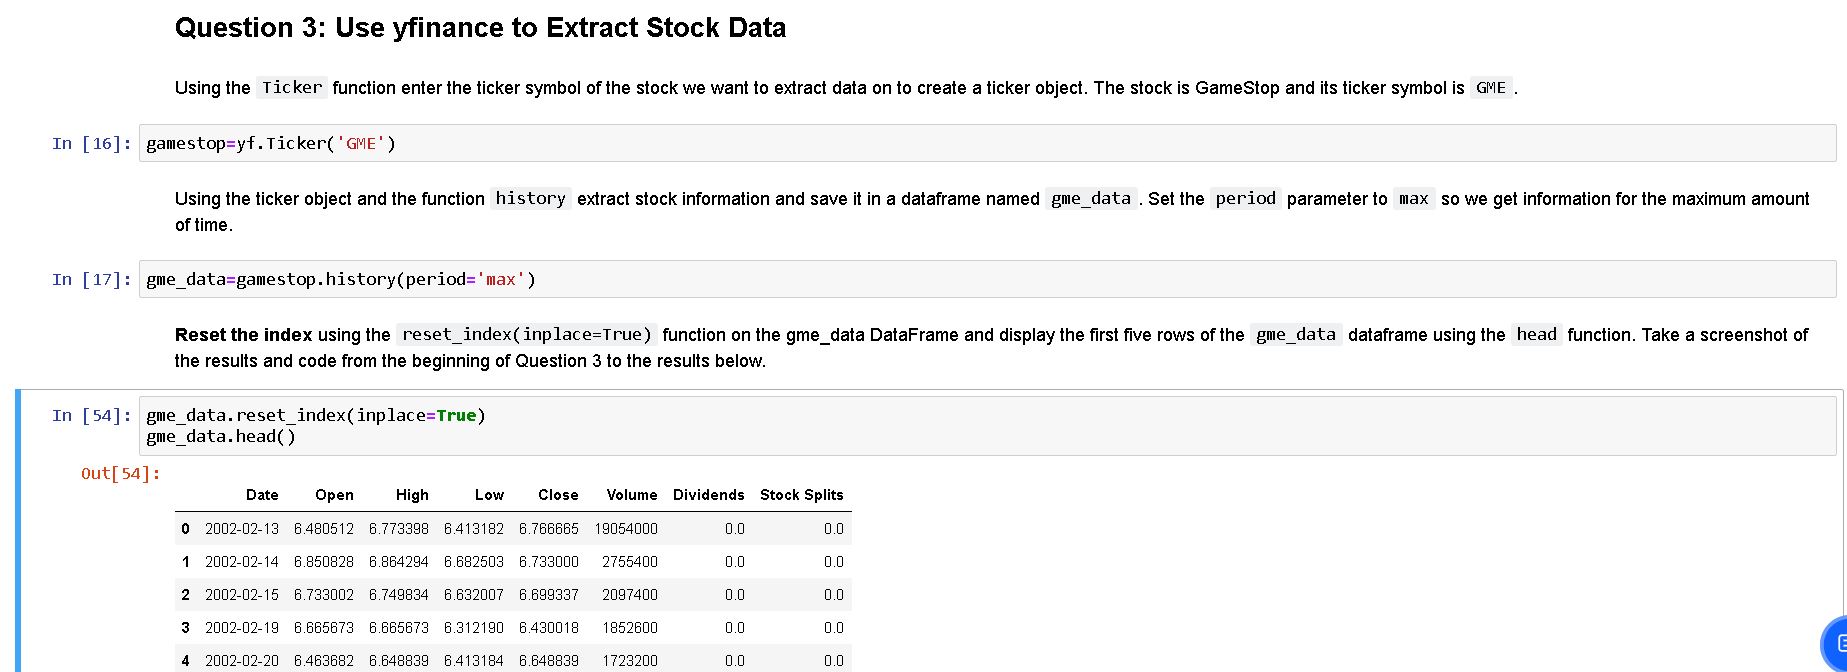 Question 3: Use yfinance to Extract Stock Data
Using the Ticker function enter the ticker symbol of the stock we want to extract data on to create a ticker object. The stock is GameStop and its ticker symbol is GME .
In [16]: gamestop=yf.Ticker('GME')
Using the ticker object and the function history extract stock information and save it in a dataframe named gme_data . Set the period parameter to max so we get information for the maximum amount
of time.
In [17]: gme_data=gamestop.history(period='max')
Reset the index using the reset_index(inplace=True) function on the gme_data DataFrame and display the first five rows of the gme_data dataframe using the head function. Take a screenshot of
the results and code from the beginning of Question 3 to the results below.
In [54]: gme_data.reset_index(inplace=True)
gme_data.head()
Out[54]:
Date Open High Low Close Volume Dividends Stock Splits
0 2002-02-13 6.480512 6.773398 6.413182 6.766665 19054000 0.0 0.0
1 2002-02-14 6.850828 6.864294 6.682503 6.733000 2755400 0.0 0.0
2 2002-02-15 6.733002 6.749834 6.632007 6.699337 2097400 0.0 0.0
3 2002-02-19 6.665673 6.665673 6.312190 6.430018 1852600 0.0 0.0
4 2002-02-20 6.463682 6.648839 6.413184 6.648839 1723200 0.0 0.0